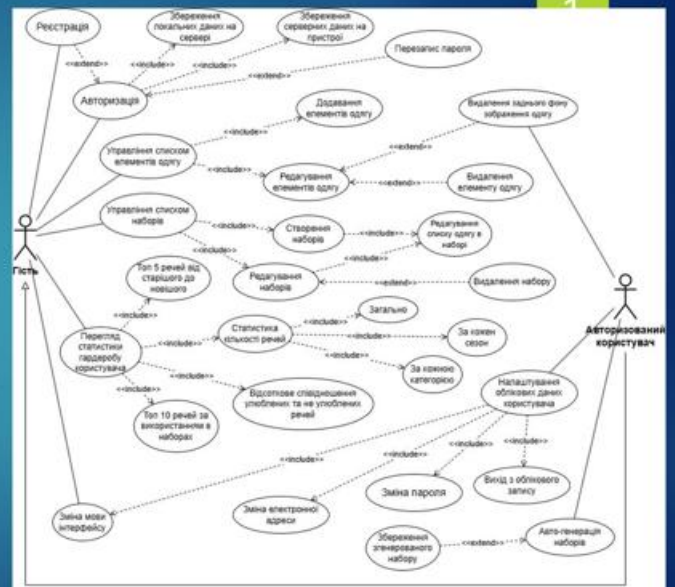 1
Реєстрація
Збереження
локальних даних на
сервері
Збереження
серверних даних на
пристрої
Перезапис пароля
<<extend>>
<<include>>
<<include>>
<<extend>>
Авторизація
Додавання
елементів одягу
Видалення заднього фону
зображення одягу
<<include>>
<<extend>>
Управління списком
елементів одягу
<<include>>
Редагування
елементів одягу
<<extend>>
Видалення
елементу одягу
Управління списком
наборів
<<include>>
Створення
наборів
<<include>>
Редагування
списку одягу в
наборі
<<include>>
<<include>>
Редагування
наборів
<<extend>>
Видалення набору
Гість
Топ 5 речей від
старішого до
новішого
<<include>>
Загально
Авторизований
користувач
Перегляд
статистики
гардеробу
користувача
<<include>>
Статистика
кількості речей
<<include>>
<<include>>
За кожен
сезон
<<include>>
За кожною
категорією
<<include>>
<<include>>
Відсоткове співвідношення
улюблених та не улюблених
речей
Налаштування
облікових даних
користувача
Топ 10 речей за
використанням в
наборах
<<include>>
<<include>>
<<include>>
<<include>>
Зміна мови
інтерфейсу
Зміна електронної
адреси
Зміна пароля
Вихід з облікового
запису
Збереження
згенерованого
набору
<<extend>>
Авто-генерація
наборів